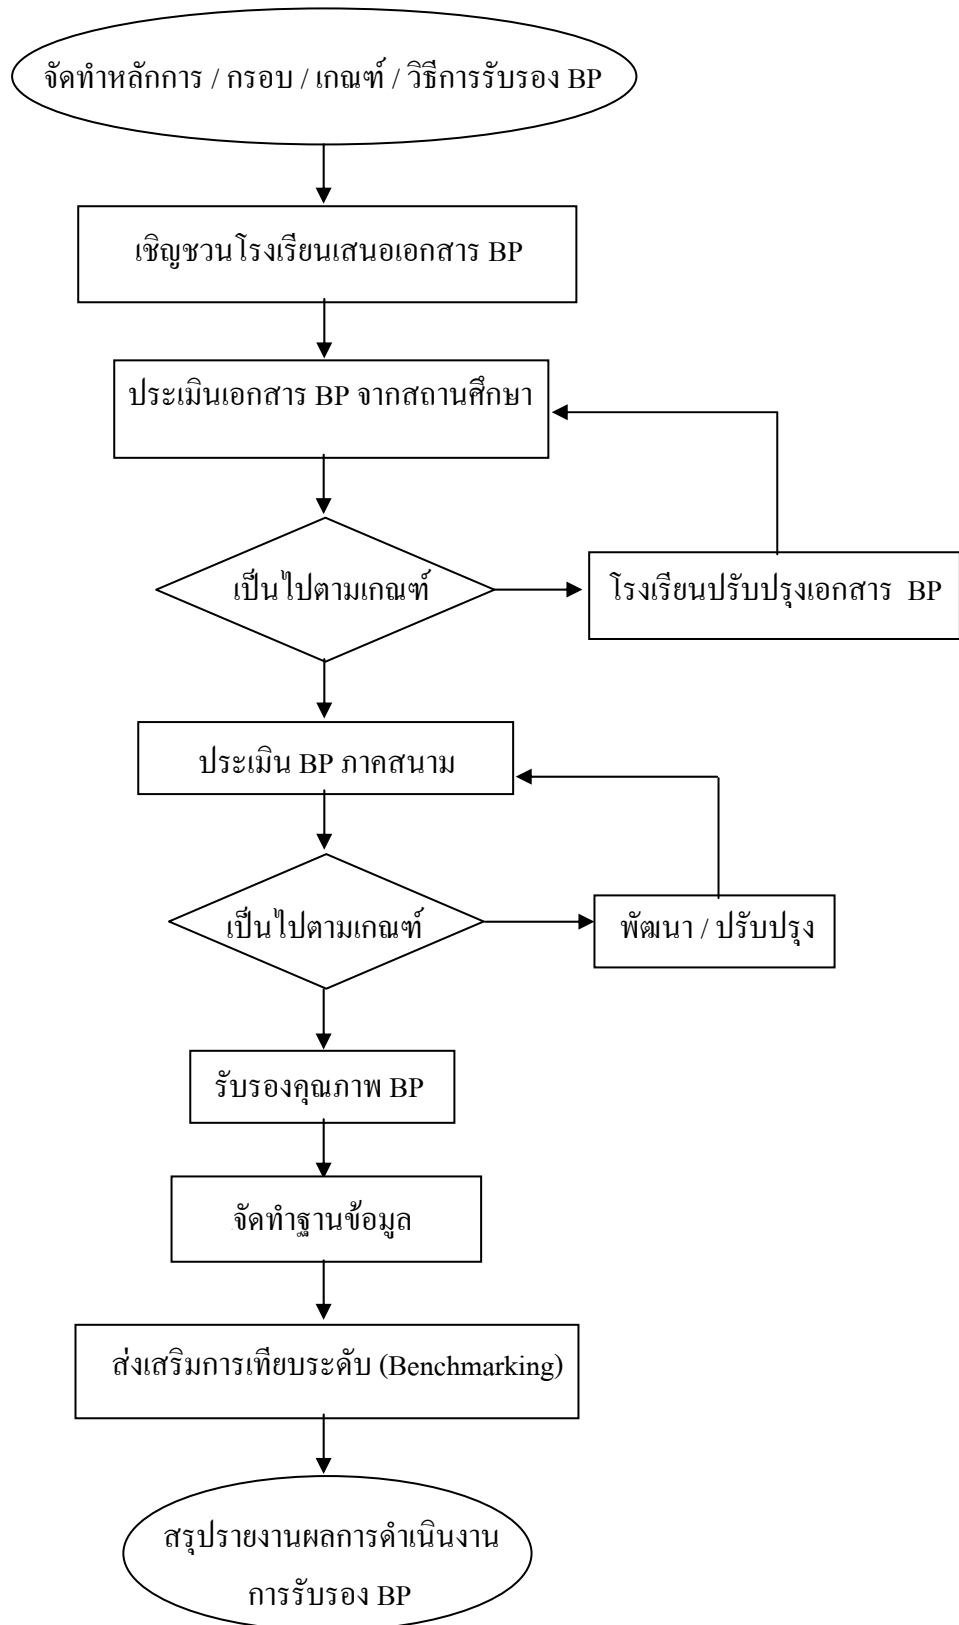 จัดทำหลักการ / กรอบ / เกณฑ์ / วิธีการรับรอง BP
เชิญชวนโรงเรียนเสนอเอกสาร BP
ประเมินเอกสาร BP จากสถานศึกษา
เป็นไปตามเกณฑ์
โรงเรียนปรับปรุงเอกสาร BP
ประเมิน BP ภาคสนาม
เป็นไปตามเกณฑ์
พัฒนา / ปรับปรุง
รับรองคุณภาพ BP
จัดทำฐานข้อมูล
ส่งเสริมการเทียบระดับ (Benchmarking)
สรุปรายงานผลการดำเนินงาน
การรับรอง BP